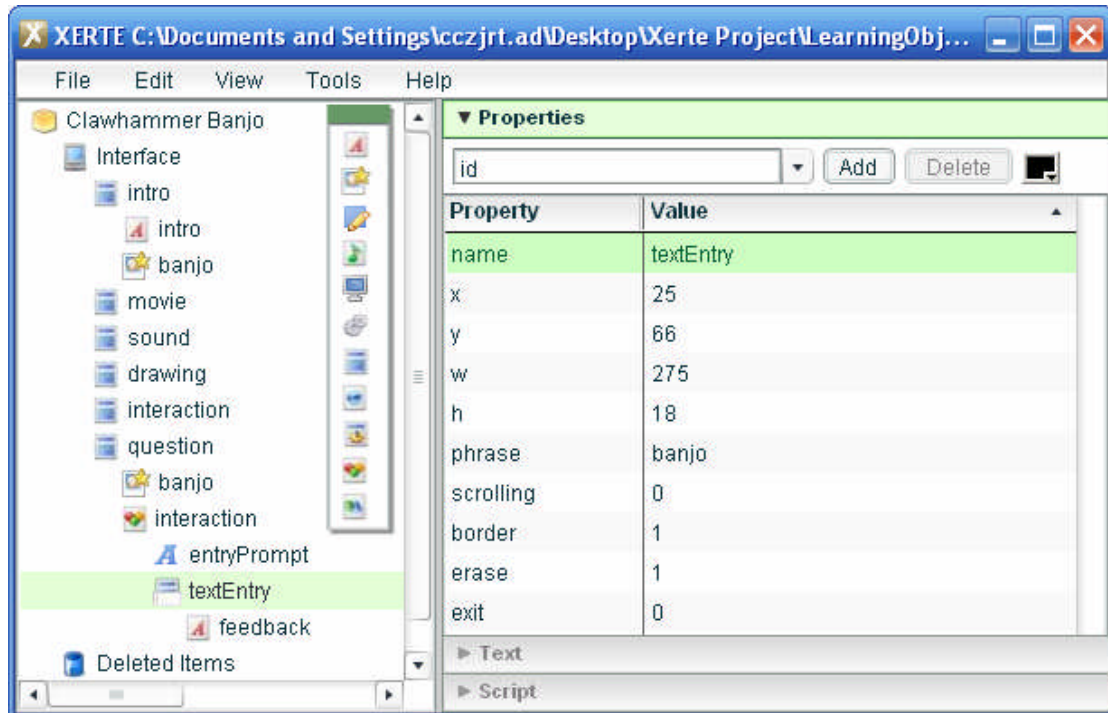 XERTE C:\Documents and Settings\cczjrt.ad\Desktop\Xerte Project\LearningObj...
File Edit View Tools Help
Clawhammer Banjo
Interface
intro
intro
banjo
movie
sound
drawing
interaction
question
banjo
interaction
entryPrompt
textEntry
feedback
Deleted Items
Properties
id Add Delete
Property Value
name textEntry
x 25
y 66
w 275
h 18
phrase banjo
scrolling 0
border 1
erase 1
exit 0
Text
Script